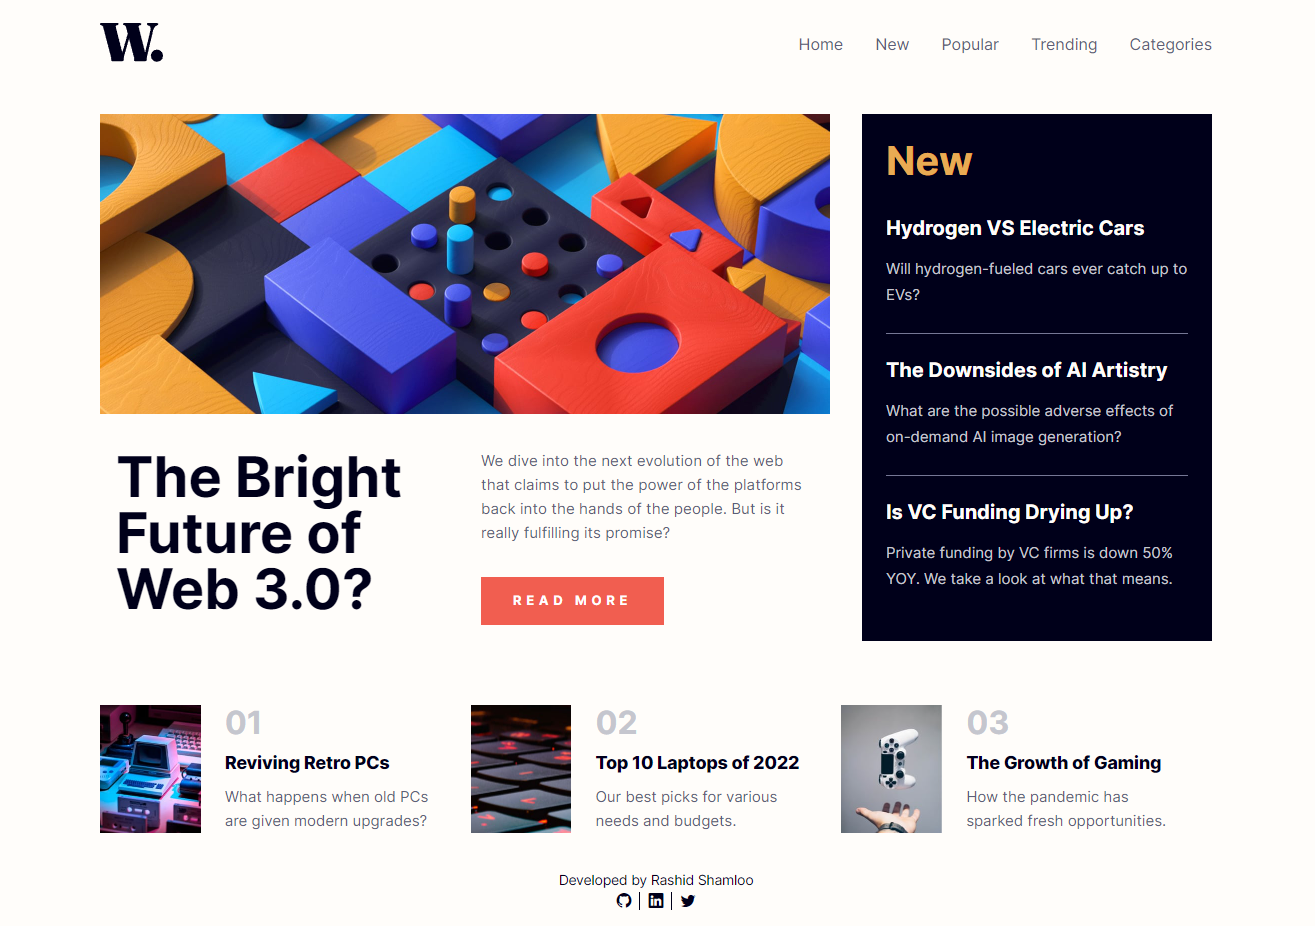 W.
Home New Popular Trending Categories
The Bright
Future of
Web 3.0?
We dive into the next evolution of the web
that claims to put the power of the platforms
back into the hands of the people. But is it
really fulfilling its promise?
READ MORE
New
Hydrogen VS Electric Cars
Will hydrogen-fueled cars ever catch up to
EVs?
The Downsides of AI Artistry
What are the possible adverse effects of
on-demand AI image generation?
Is VC Funding Drying Up?
Private funding by VC firms is down 50%
YOY. We take a look at what that means.
01
Reviving Retro PCs
What happens when old PCs
are given modern upgrades?
02
Top 10 Laptops of 2022
Our best picks for various
needs and budgets.
03
The Growth of Gaming
How the pandemic has
sparked fresh opportunities.
Developed by Rashid Shamloo